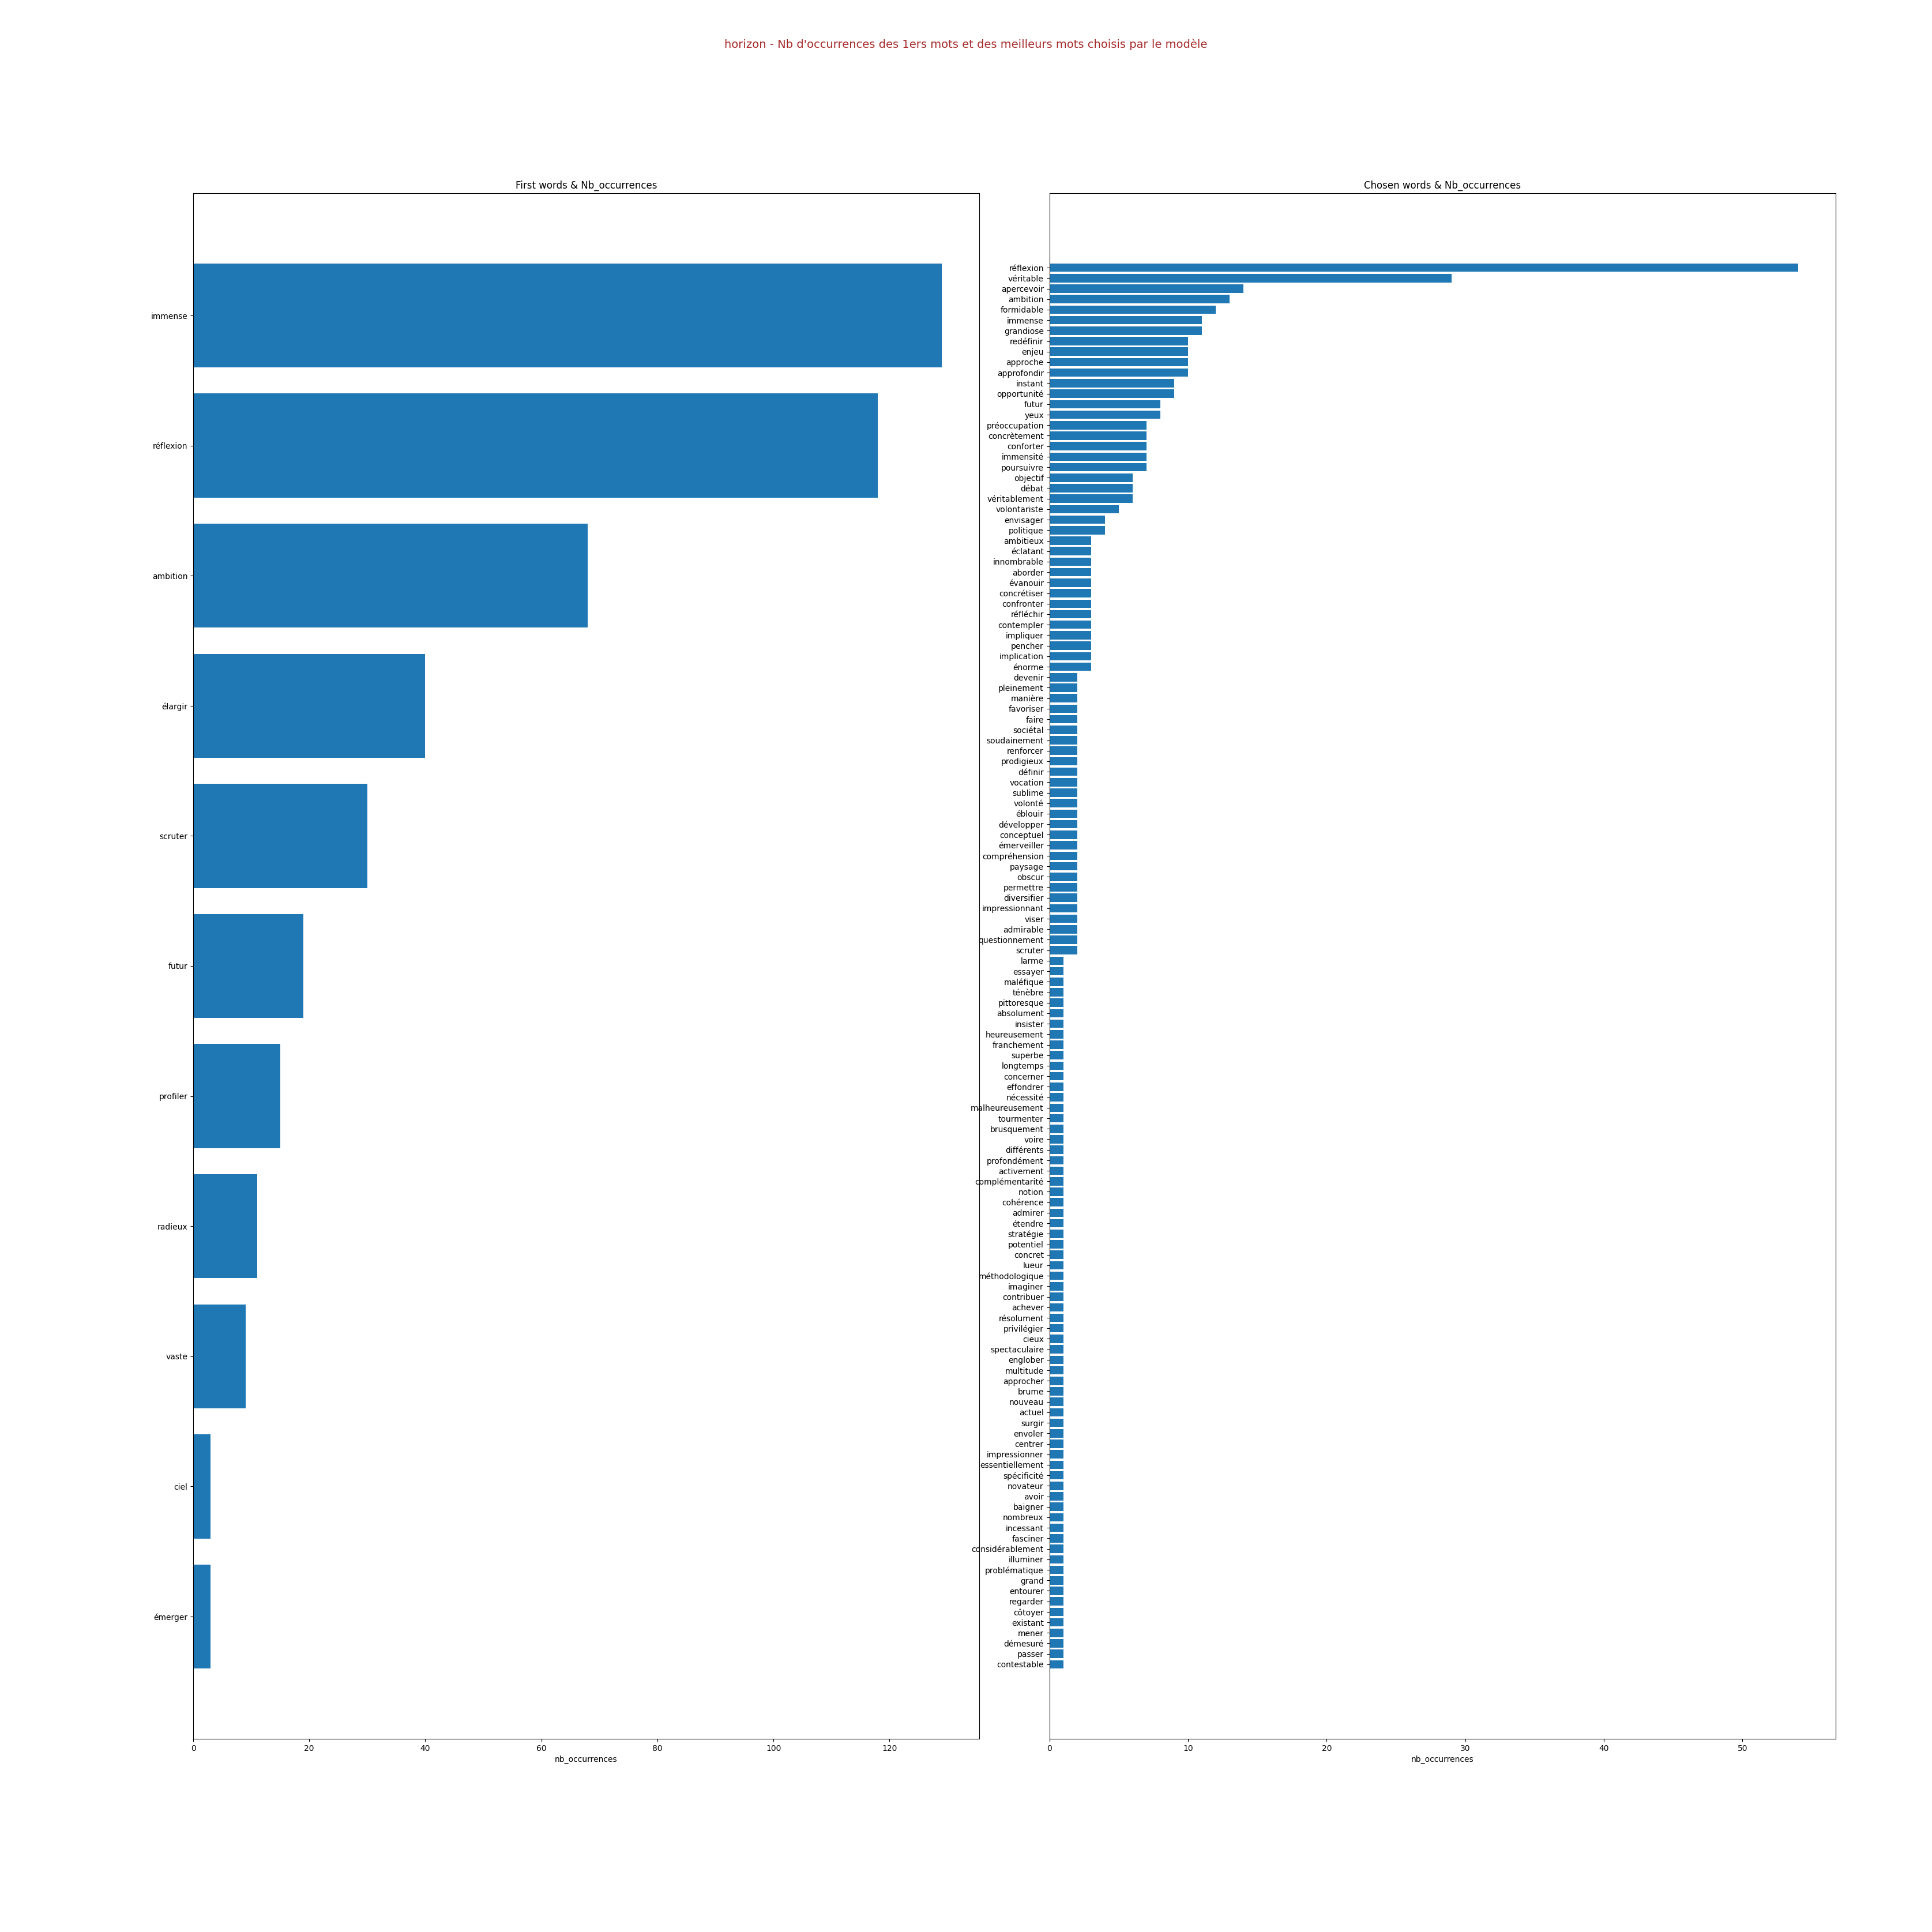 horizon - Nb d'occurrences des 1ers mots et des meilleurs mots choisis par le modèle
First words & Nb_occurrences
immense
réflexion
ambition
élargir
scruter
futur
profiler
radieux
vaste
ciel
émerger
0 20 40 60 80 100 120
nb_occurrences
Chosen words & Nb_occurrences
réflexion
véritable
apercevoir
ambition
formidable
immense
grandiose
redéfinir
enjeu
approche
approfondir
instant
opportunité
futur
yeux
préoccupation
concrètement
conforter
immensité
poursuivre
objectif
débat
véritablement
volontariste
envisager
politique
ambitieux
éclatant
innombrable
aborder
évanouir
concrétiser
confronter
réfléchir
contempler
impliquer
pencher
implication
énorme
devenir
pleinement
manière
favoriser
faire
sociétal
soudainement
renforcer
prodigieux
définir
vocation
sublime
volonté
éblouir
développer
conceptuel
émerveiller
compréhension
paysage
obscur
permettre
diversifier
impressionnant
viser
admirable
questionnement
scruter
larme
essayer
maléfique
ténèbre
pittoresque
absolument
insister
heureusement
franchement
superbe
longtemps
concerner
effondrer
nécessité
malheureusement
tourmenter
brusquement
voire
différents
profondément
activement
complémentarité
notion
cohérence
admirer
étendre
stratégie
potentiel
concret
lueur
méthodologique
imaginer
contribuer
achever
résolument
privilégier
cieux
spectaculaire
englober
multitude
approcher
brume
nouveau
actuel
surgir
envoler
centrer
impressionner
essentiellement
spécificité
novateur
avoir
baigner
nombreux
incessant
fasciner
considérablement
illuminer
problématique
grand
entourer
regarder
côtoyer
existant
mener
démesuré
passer
contestable
0 10 20 30 40 50
nb_occurrences